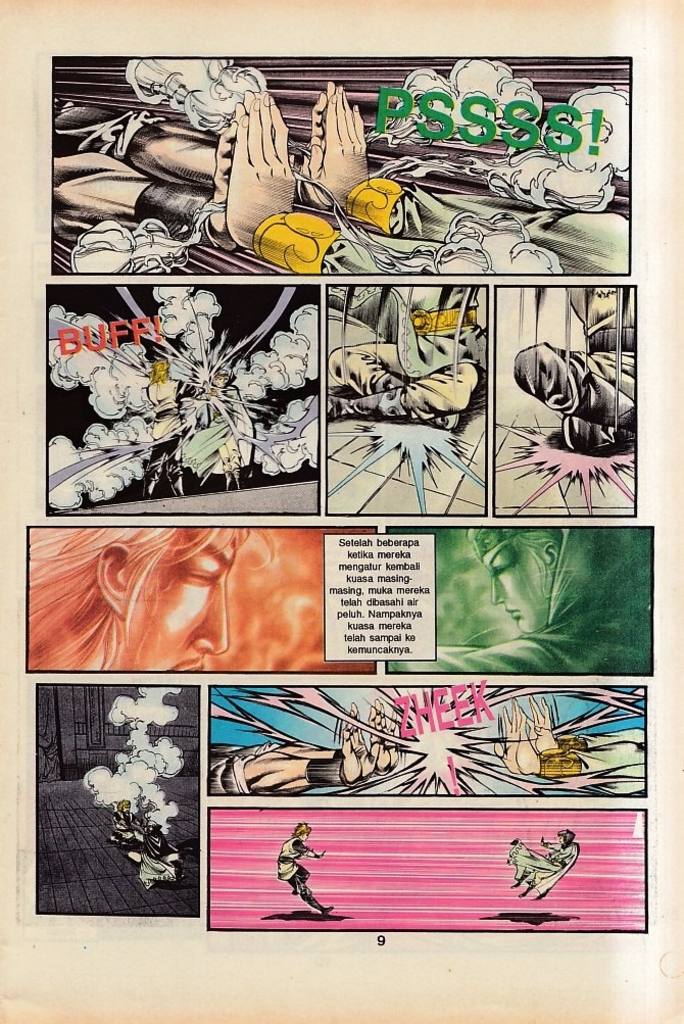 PSSSS!
BUFF!
Setelah beberapa
ketika mereka
mengatur kembali
kuasa masing-
masing, muka mereka
telah dibasahi air
peluh. Nampaknya
kuasa mereka
telah sampai ke
kemuncaknya.
ZHEEK
!
9